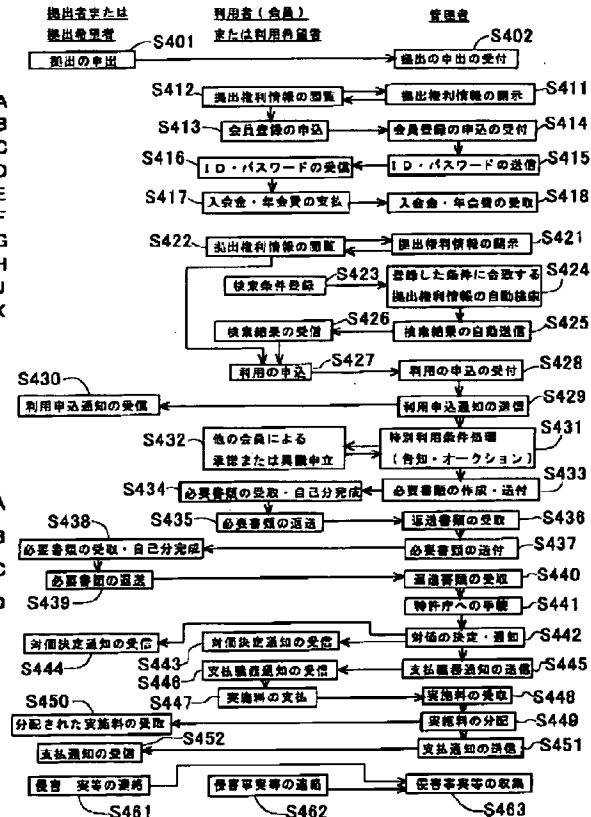 拠出者または
拠出希望者
利用者(会員)
または利用希望者
管理者
S401
拠出の申出
S402
拠出の申出の受付
S412
拠出権利情報の閲覧
拠出権利情報の開示
S411
A
B
C
D
E
F
G
H
J
K
S413
会員登録の申込
会員登録の申込の受付
S414
S416
ID・パスワードの受信
ID・パスワードの送信
S415
S417
入会金・年会費の支払
入会金・年会費の受取
S418
S422
拠出権利情報の閲覧
拠出権利情報の開示
S421
検索条件登録
S423
登録した条件に合致する
拠出権利情報の自動検索
S424
S426
検索結果の受信
検索結果の自動送信
S425
利用の申込
S427
利用の申込の受付
S428
S430
利用申込通知の受信
利用申込通知の送信
S429
S432
他の会員による
承諾または異議申立
特別利用条件処理
(告知・オークション)
S431
S433
S434
必要書類の受取・自己分完成
必要書類の作成・送付
A
B
C
D
S435
必要書類の返送
返送書類の受取
S436
S438
必要書類の受取・自己分完成
必要書類の送付
S437
必要書類の返送
S439
返送書類の受取
S440
特許庁への手続
S441
対価決定通知の受信
S444
S443
対価決定通知の受信
対価の決定・通知
S442
S446
支払義務通知の受信
支払義務通知の送信
S445
S447
実施料の支払
実施料の受取
S448
S450
分配された実施料の受取
実施料の分配
S449
S452
支払通知の受信
支払通知の送信
S451
侵害 実等の連絡
S461
侵害事実等の連絡
S462
侵害事実等の収集
S463